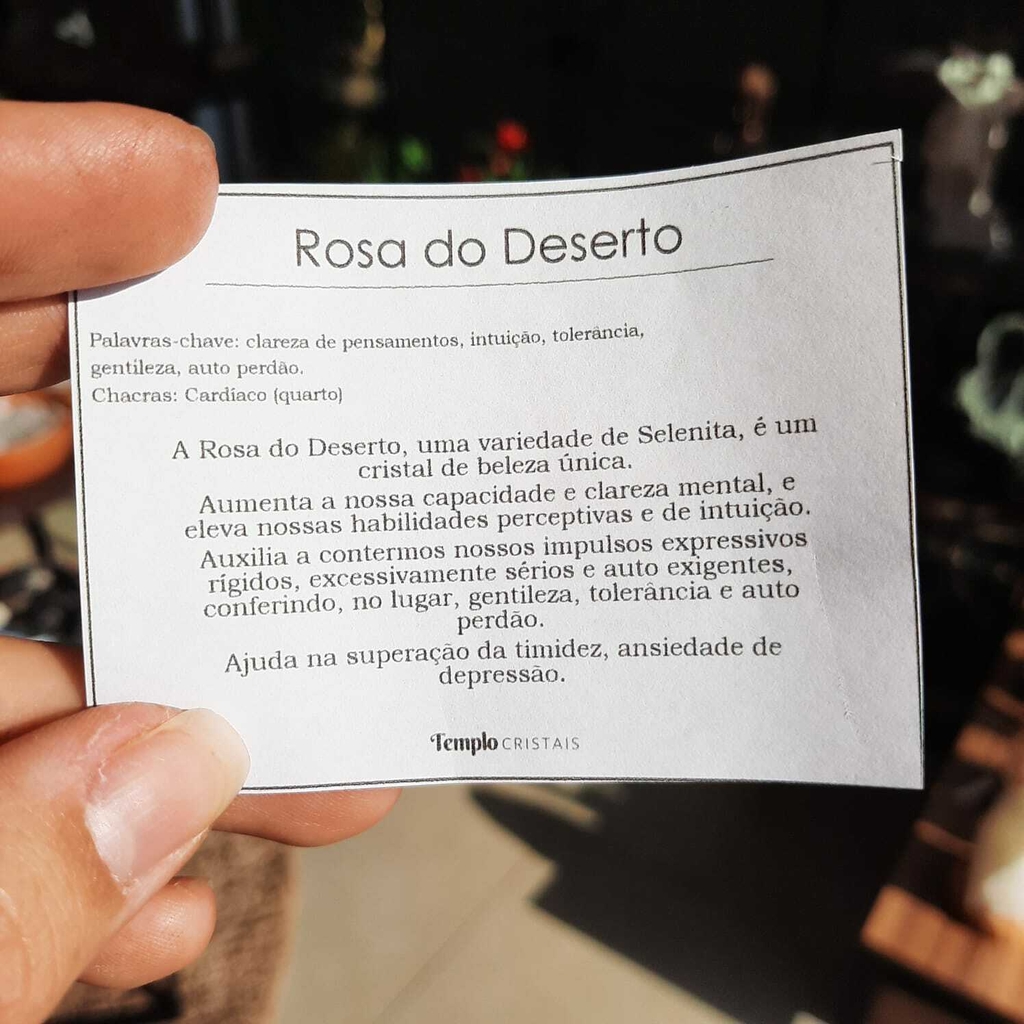 Rosa do Deserto
Palavras-chave: clareza de pensamentos, intuição, tolerância,
gentileza, auto perdão.
Chacras: Cardíaco (quarto)
A Rosa do Deserto, uma variedade de Selenita, é um
cristal de beleza única.
Aumenta a nossa capacidade e clareza mental, e
eleva nossas habilidades perceptivas e de intuição.
Auxilia a contermos nossos impulsos expressivos
rígidos, excessivamente sérios e auto exigentes,
conferindo, no lugar, gentileza, tolerância e auto
perdão.
Ajuda na superação da timidez, ansiedade de
depressão.
Templo CRISTAIS